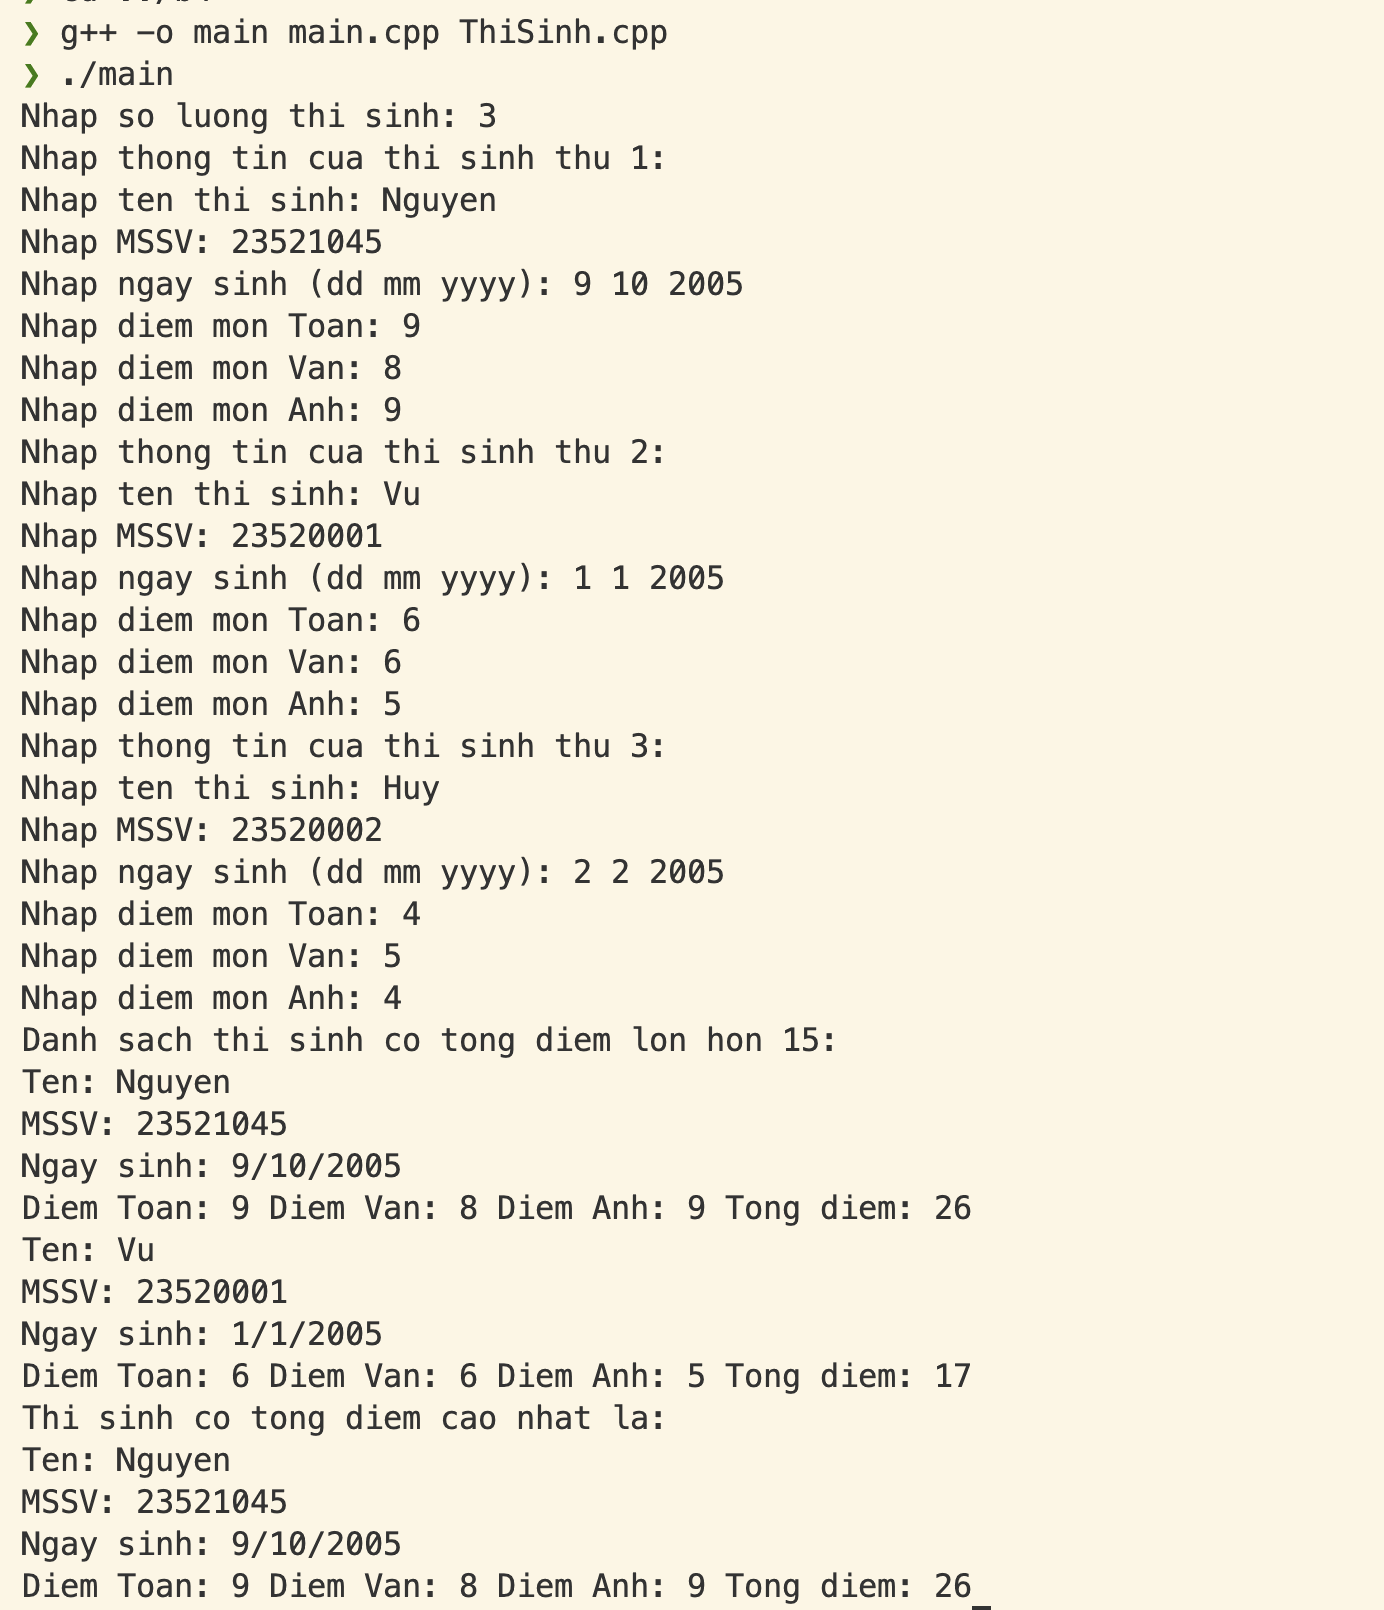 ❯ g++ -o main main.cpp ThiSinh.cpp
❯ ./main
Nhap so luong thi sinh: 3
Nhap thong tin cua thi sinh thu 1:
Nhap ten thi sinh: Nguyen
Nhap MSSV: 23521045
Nhap ngay sinh (dd mm yyyy): 9 10 2005
Nhap diem mon Toan: 9
Nhap diem mon Van: 8
Nhap diem mon Anh: 9
Nhap thong tin cua thi sinh thu 2:
Nhap ten thi sinh: Vu
Nhap MSSV: 23520001
Nhap ngay sinh (dd mm yyyy): 1 1 2005
Nhap diem mon Toan: 6
Nhap diem mon Van: 6
Nhap diem mon Anh: 5
Nhap thong tin cua thi sinh thu 3:
Nhap ten thi sinh: Huy
Nhap MSSV: 23520002
Nhap ngay sinh (dd mm yyyy): 2 2 2005
Nhap diem mon Toan: 4
Nhap diem mon Van: 5
Nhap diem mon Anh: 4
Danh sach thi sinh co tong diem lon hon 15:
Ten: Nguyen
MSSV: 23521045
Ngay sinh: 9/10/2005
Diem Toan: 9 Diem Van: 8 Diem Anh: 9 Tong diem: 26
Ten: Vu
MSSV: 23520001
Ngay sinh: 1/1/2005
Diem Toan: 6 Diem Van: 6 Diem Anh: 5 Tong diem: 17
Thi sinh co tong diem cao nhat la:
Ten: Nguyen
MSSV: 23521045
Ngay sinh: 9/10/2005
Diem Toan: 9 Diem Van: 8 Diem Anh: 9 Tong diem: 26